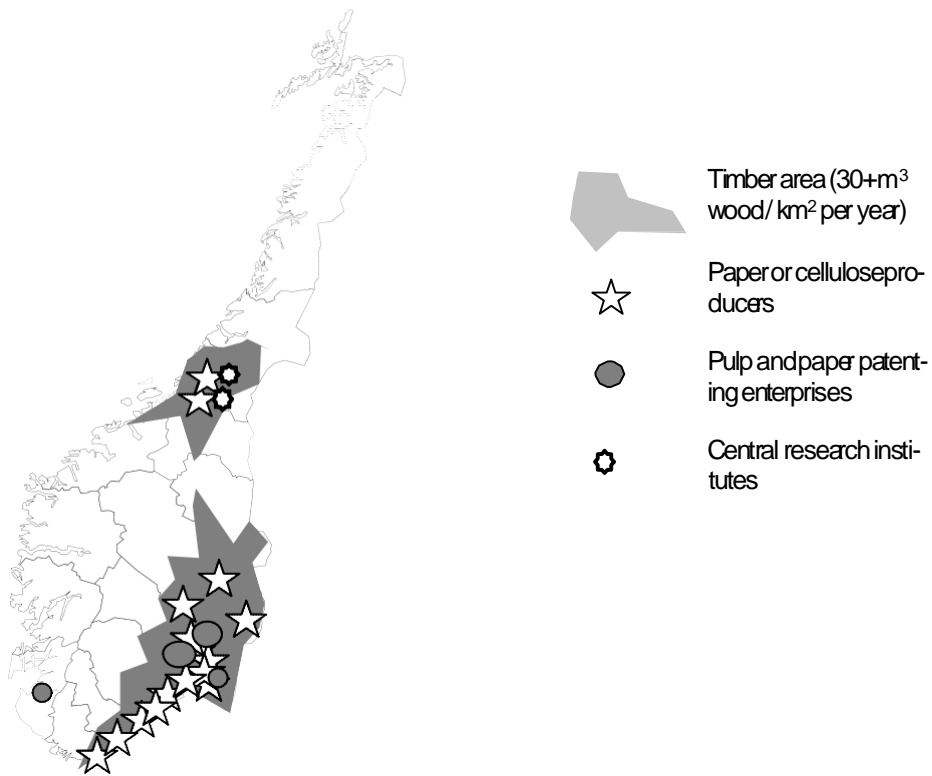 Timber area (30+m³
wood/ km² per year)
Paper or cellulosepro-
ducers
Pulp and paper patent-
ing enterprises
Central research insti-
tutes